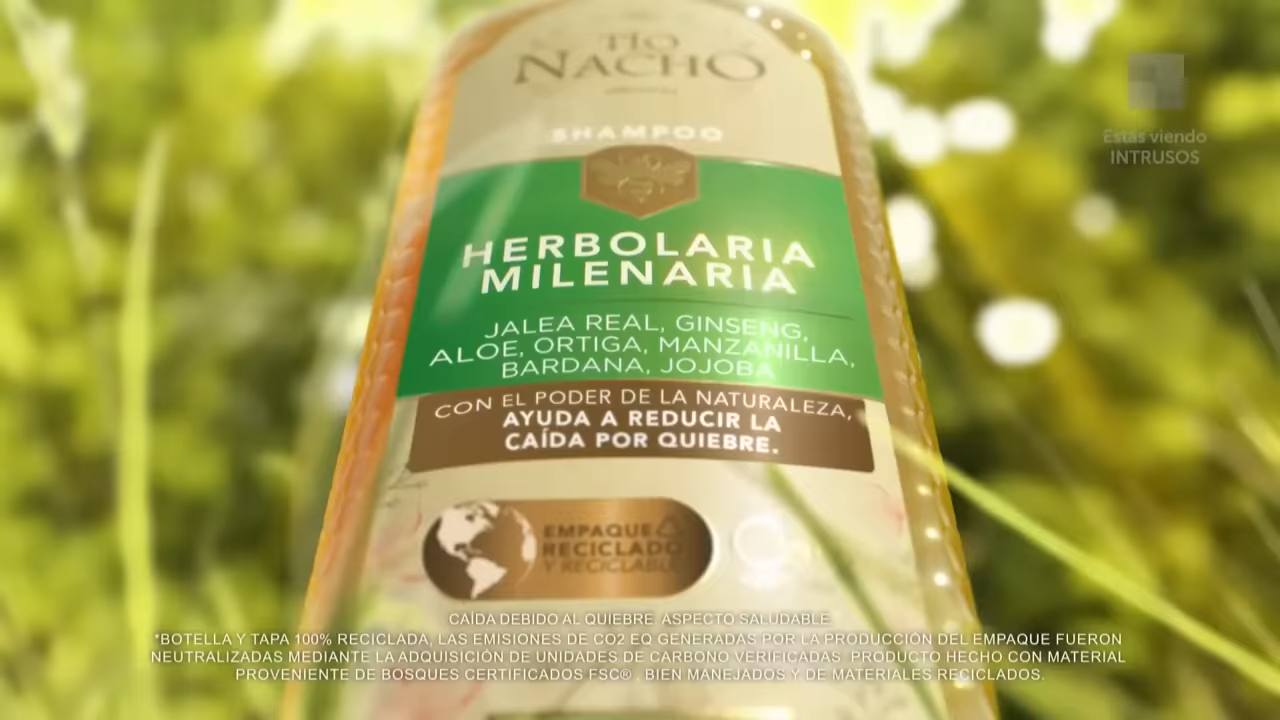 TÍO
NACHO
SHAMPOO
Estás viendo
INTRUSOS
HERBOLARIA
MILENARIA
JALEA REAL, GINSENG,
ALOE, ORTIGA, MANZANILLA,
BARDANA, JOJOBA
CON EL PODER DE LA NATURALEZA,
AYUDA A REDUCIR LA
CAÍDA POR QUIEBRE.
EMPAQUE
RECICLADO
Y RECICLABLE
CAÍDA DEBIDO AL QUIEBRE ASPECTO SALUDABLE
*BOTELLA Y TAPA 100% RECICLADA, LAS EMISIONES DE CO2 EQ GENERADAS POR LA PRODUCCIÓN DEL EMPAQUE FUERON
NEUTRALIZADAS MEDIANTE LA ADQUISICIÓN DE UNIDADES DE CARBONO VERIFICADAS PRODUCTO HECHO CON MATERIAL
PROVENIENTE DE BOSQUES CERTIFICADOS FSC® . BIEN MANEJADOS Y DE MATERIALES RECICLADOS.